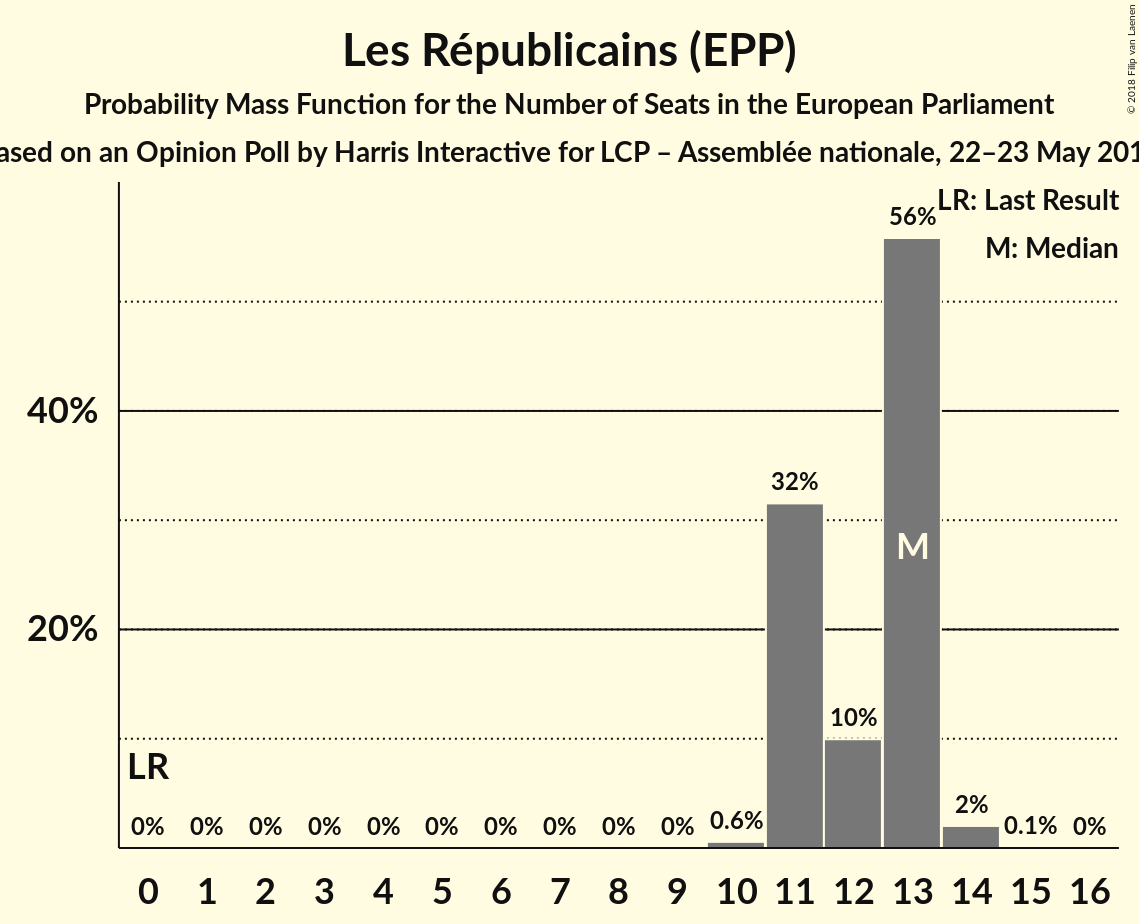 Les Républicains (EPP)
Probability Mass Function for the Number of Seats in the European Parliament
ased on an Opinion Poll by Harris Interactive for LCP – Assemblée nationale, 22–23 May 201
© 2018 Filip van Laenen
LR: Last Result
M: Median
56%
40%
32%
M
20%
10%
LR
2%
0% 0% 0% 0% 0% 0% 0% 0% 0% 0% 0.6% 0.1% 0%
0 1 2 3 4 5 6 7 8 9 10 11 12 13 14 15 16